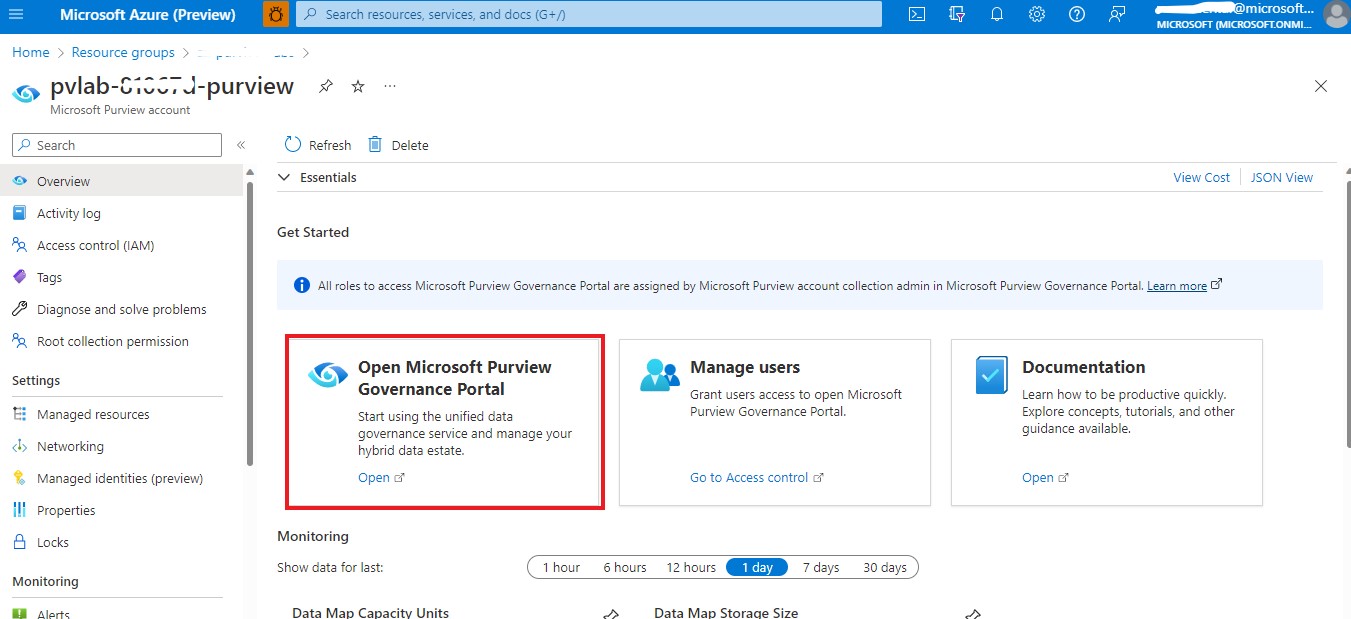 Microsoft Azure (Preview)
Search resources, services, and docs (G+/)
@microsoft...
MICROSOFT (MICROSOFT.ONMI...
Home > Resource groups >
pvlab-        -purview
Microsoft Purview account
Search
Refresh Delete
Overview
Essentials
View Cost JSON View
Activity log
Access control (IAM)
Tags
Diagnose and solve problems
Root collection permission
Settings
Managed resources
Networking
Managed identities (preview)
Properties
Locks
Monitoring
Alerts
Get Started
All roles to access Microsoft Purview Governance Portal are assigned by Microsoft Purview account collection admin in Microsoft Purview Governance Portal. Learn more
Open Microsoft Purview
Governance Portal
Start using the unified data
governance service and manage your
hybrid data estate.
Open
Manage users
Grant users access to open Microsoft
Purview Governance Portal.
Go to Access control
Documentation
Learn how to be productive quickly.
Explore concepts, tutorials, and other
guidance available.
Open
Monitoring
Show data for last: 1 hour 6 hours 12 hours 1 day 7 days 30 days
Data Map Capacity Units Data Map Storage Size